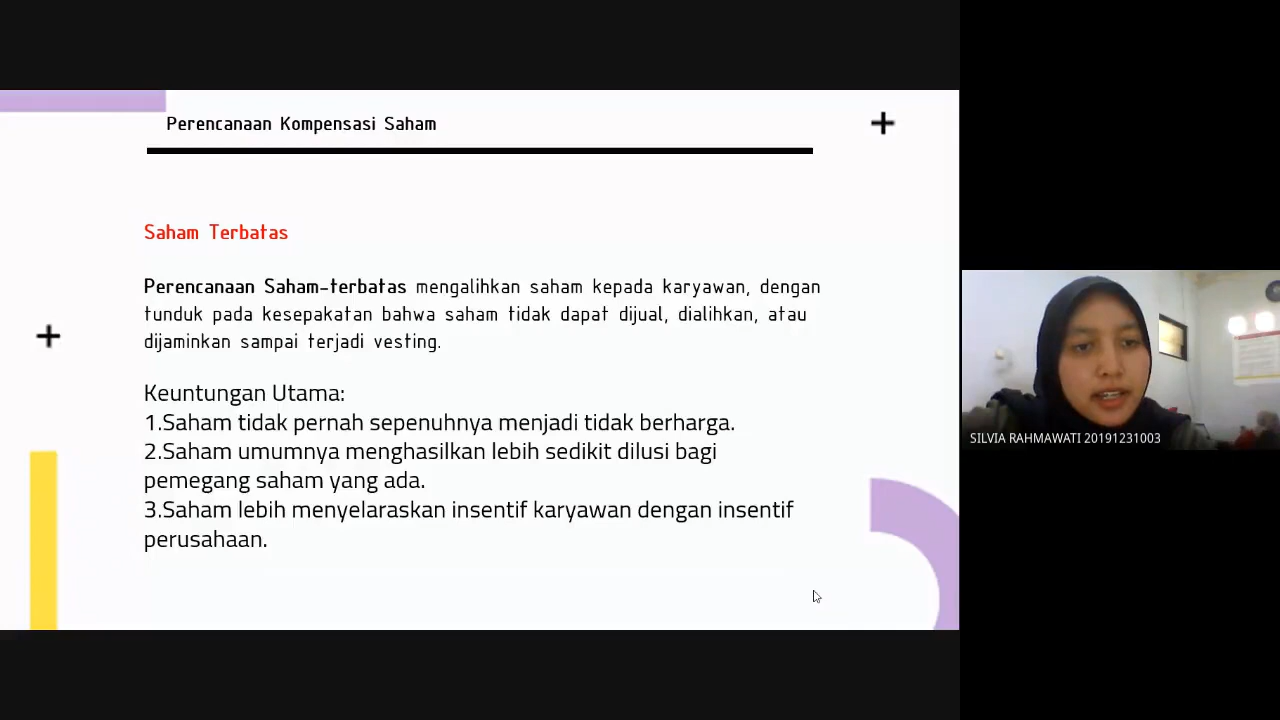 Perencanaan Kompensasi Saham
Saham Terbatas
Perencanaan Saham-terbatas mengalihkan saham kepada karyawan, dengan
tunduk pada kesepakatan bahwa saham tidak dapat dijual, dialihkan, atau
dijaminkan sampai terjadi vesting.
Keuntungan Utama:
1.Saham tidak pernah sepenuhnya menjadi tidak berharga.
2.Saham umumnya menghasilkan lebih sedikit dilusi bagi
pemegang saham yang ada.
3.Saham lebih menyelaraskan insentif karyawan dengan insentif
perusahaan.
SILVIA RAHMAWATI 20191231003